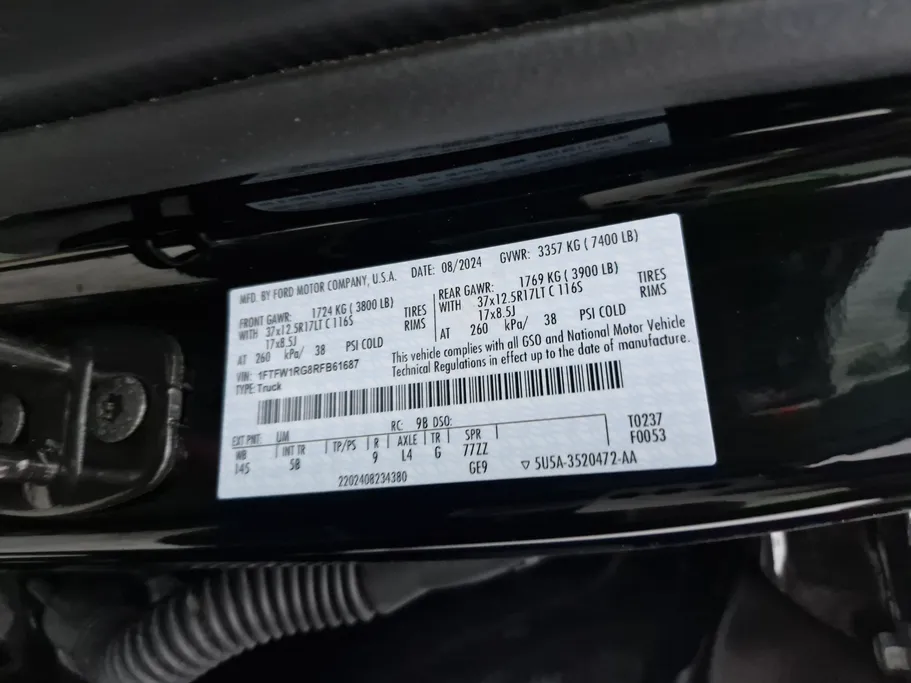 MFD. BY FORD MOTOR COMPANY, U.S.A. DATE: 08/2024 GVWR: 3357 KG ( 7400 LB)
FRONT GAWR: 1724 KG ( 3800 LB) REAR GAWR: 1769 KG ( 3900 LB)
WITH 37x12.5R17LT C 116S TIRES WITH 37x12.5R17LT C 116S TIRES
17x8.5J RIMS 17x8.5J RIMS
AT 260 kPa/ 38 PSI COLD AT 260 kPa/ 38 PSI COLD
VIN: 1FTFW1RG8RFB61687 This vehicle complies with all GSO and National Motor Vehicle
TYPE: Truck Technical Regulations in effect up to the date of manufacture.
EXT PNT: UM RC: 9B DSO:
WB INT TR TP/PS R AXLE TR SPR T0237
145 SB 9 L4 G 77ZZ F0053
2202408234380 GE9 ▽ 5U5A-3520472-AA